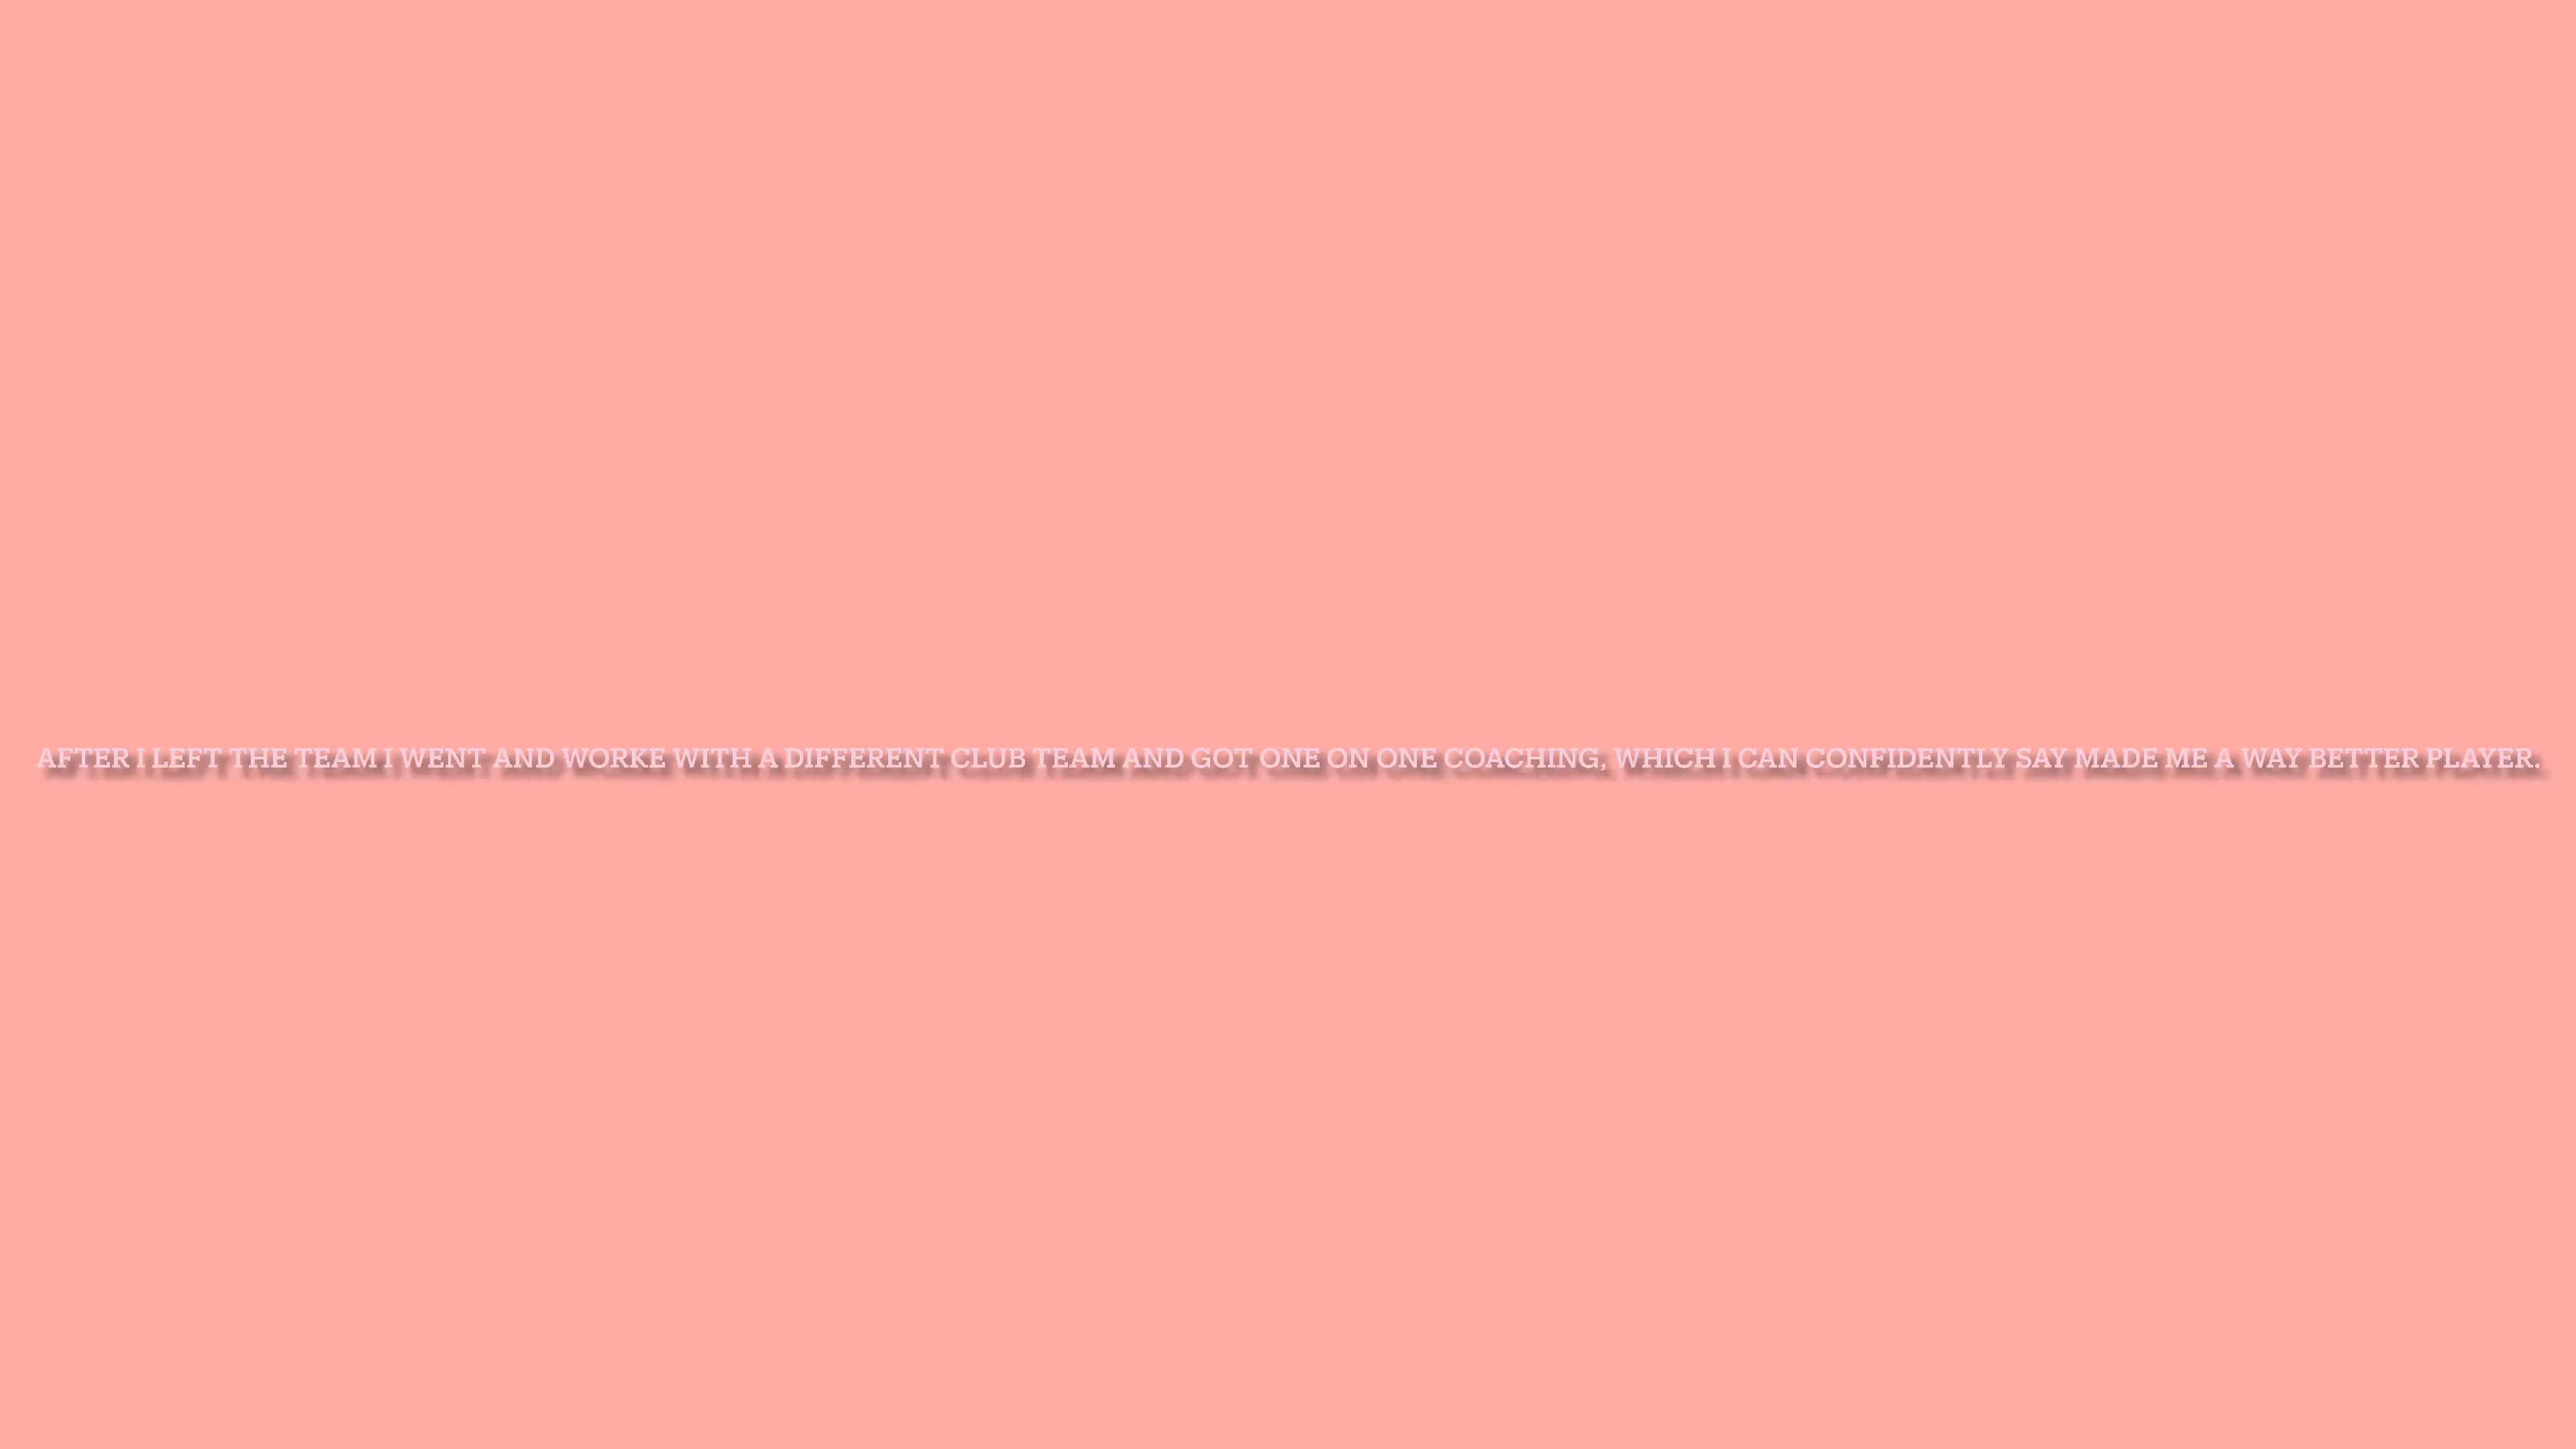 AFTER I LEFT THE TEAM I WENT AND WORKE WITH A DIFFERENT CLUB TEAM AND GOT ONE ON ONE COACHING, WHICH I CAN CONFIDENTLY SAY MADE ME A WAY BETTER PLAYER.